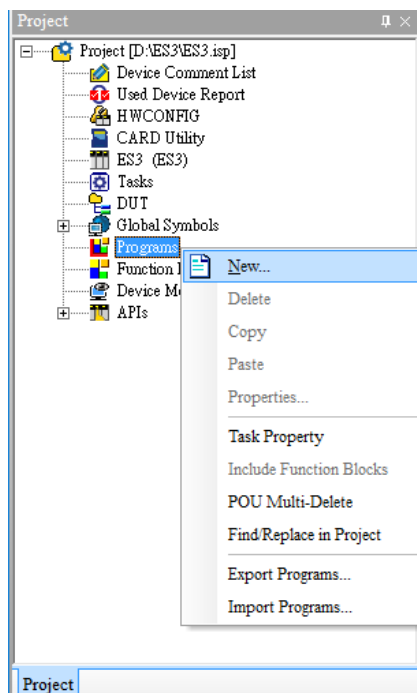 Project
Project [D:\ES3\ES3.isp]
Device Comment List
Used Device Report
HWCONFIG
CARD Utility
ES3 (ES3)
Tasks
DUT
Global Symbols
Programs
Function
Device
APIs
New...
Delete
Copy
Paste
Properties...
Task Property
Include Function Blocks
POU Multi-Delete
Find/Replace in Project
Export Programs...
Import Programs...
Project